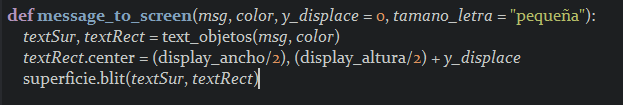 def message_to_screen(msg, color, y_displace = 0, tamano_letra = "pequeña"):
textSur, textRect = text_objetos(msg, color)
textRect.center = (display_ancho/2), (display_altura/2) + y_displace
superficie.blit(textSur, textRect)